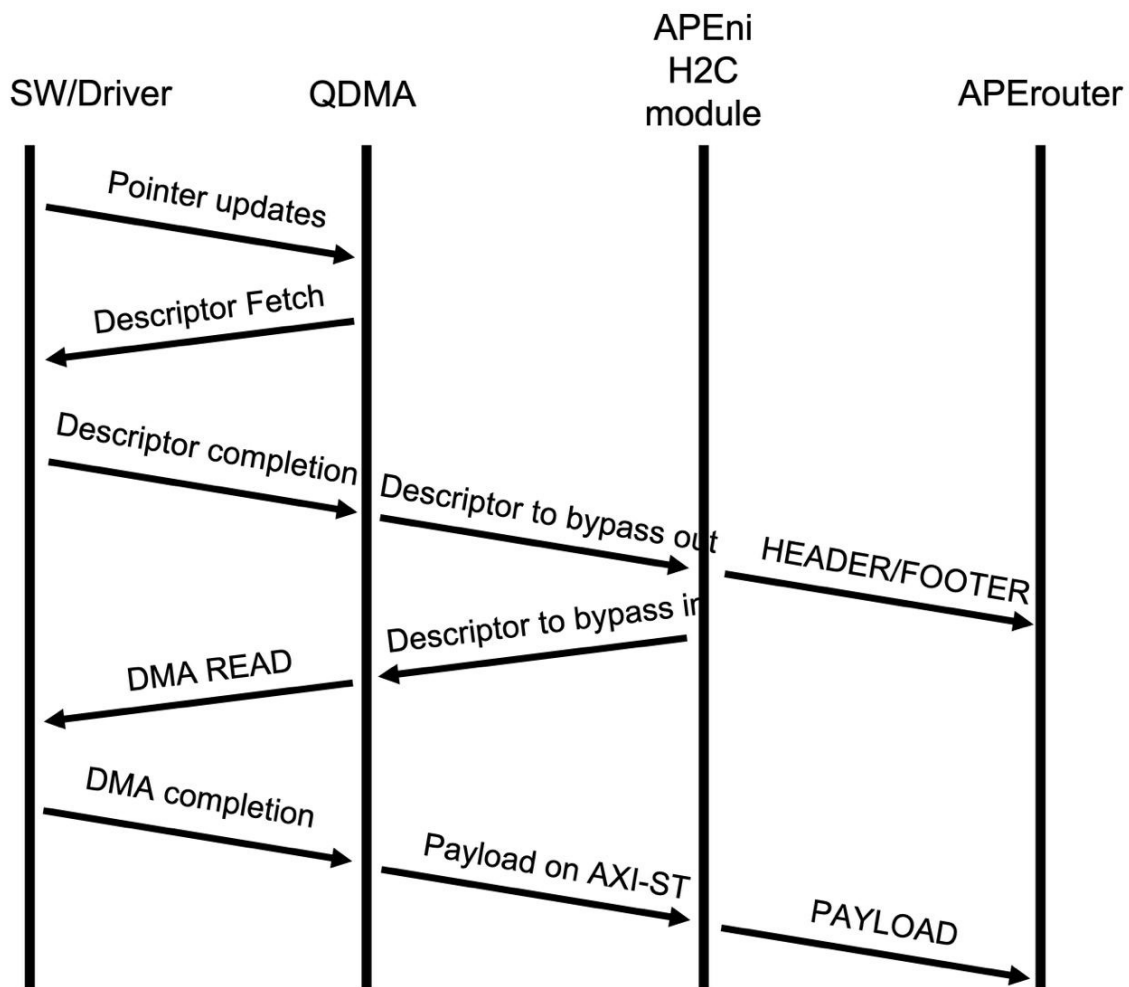 SW/Driver
QDMA
APEni
H2C
module
APErouter
Pointer updates
Descriptor Fetch
Descriptor completion
Descriptor to bypass out
HEADER/FOOTER
Descriptor to bypass in
DMA READ
DMA completion
Payload on AXI-ST
PAYLOAD